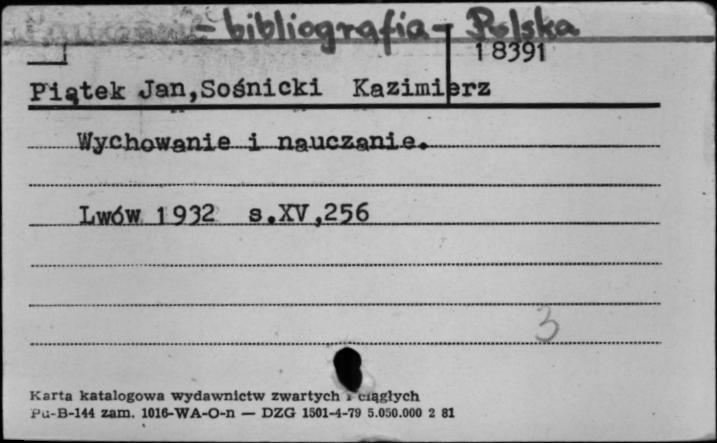 - bibliografia - Polska
18391
Piątek Jan,Sośnicki Kazimierz
Wychowanie i nauczanie.
Lwów 1932 s.XV,256
3
Karta katalogowa wydawnictw zwartych i ciągłych
Pu-B-144 zam. 1016-WA-O-n — DZG 1501-4-79 5.050.000 2 81